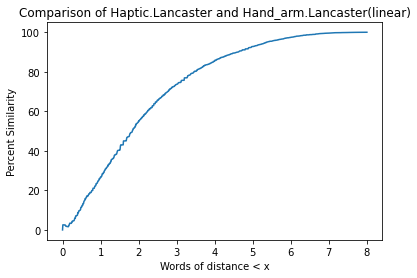 Comparison of Haptic.Lancaster and Hand_arm.Lancaster(linear)
100
80
60
40
20
0
Percent Similarity
0 1 2 3 4 5 6 7 8
Words of distance < x